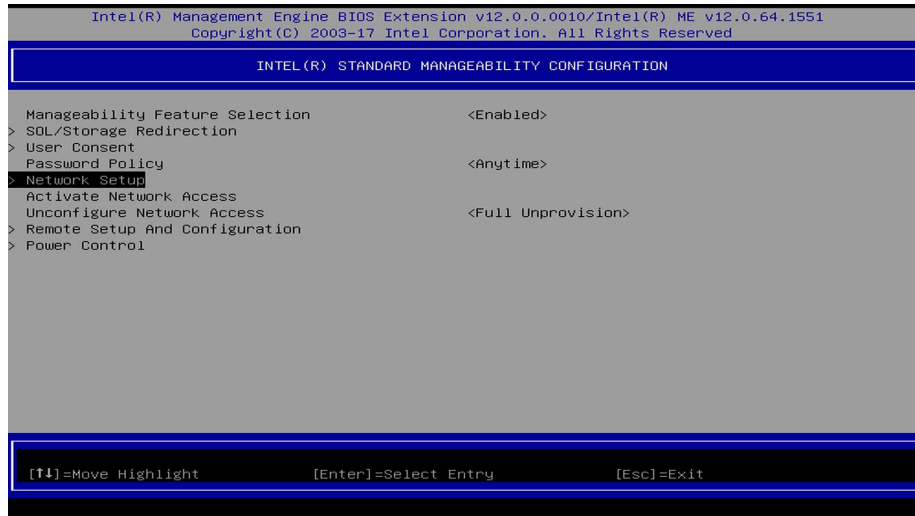 Intel(R) Management Engine BIOS Extension v12.0.0.0010/Intel(R) ME v12.0.64.1551
Copyright(C) 2003-17 Intel Corporation. All Rights Reserved
INTEL(R) STANDARD MANAGEABILITY CONFIGURATION
Manageability Feature Selection <Enabled>
> SOL/Storage Redirection
> User Consent
Password Policy <Anytime>
> Network Setup
Activate Network Access
Unconfigure Network Access <Full Unprovision>
> Remote Setup And Configuration
> Power Control
[↑↓]=Move Highlight [Enter]=Select Entry [Esc]=Exit